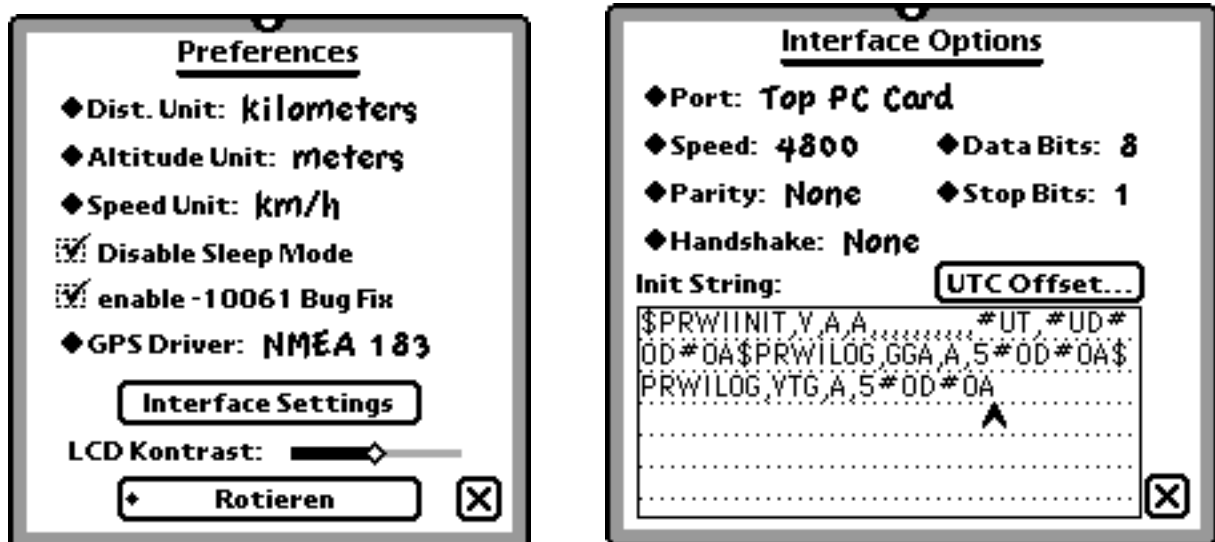 Preferences
Dist. Unit: kilometers
Altitude Unit: meters
Speed Unit: km/h
Disable Sleep Mode
enable -10061 Bug Fix
GPS Driver: NMEA 183
Interface Settings
LCD Kontrast:
Rotieren
Interface Options
Port: Top PC Card
Speed: 4800 Data Bits: 8
Parity: None Stop Bits: 1
Handshake: None
Init String: UTC Offset...
$PRWIINIT,V,A,A,,,,,,,,,,#UT,#UD#
0D#0A$PRWILOG,GGA,A,5#0D#0A$
PRWILOG,VTG,A,5#0D#0A